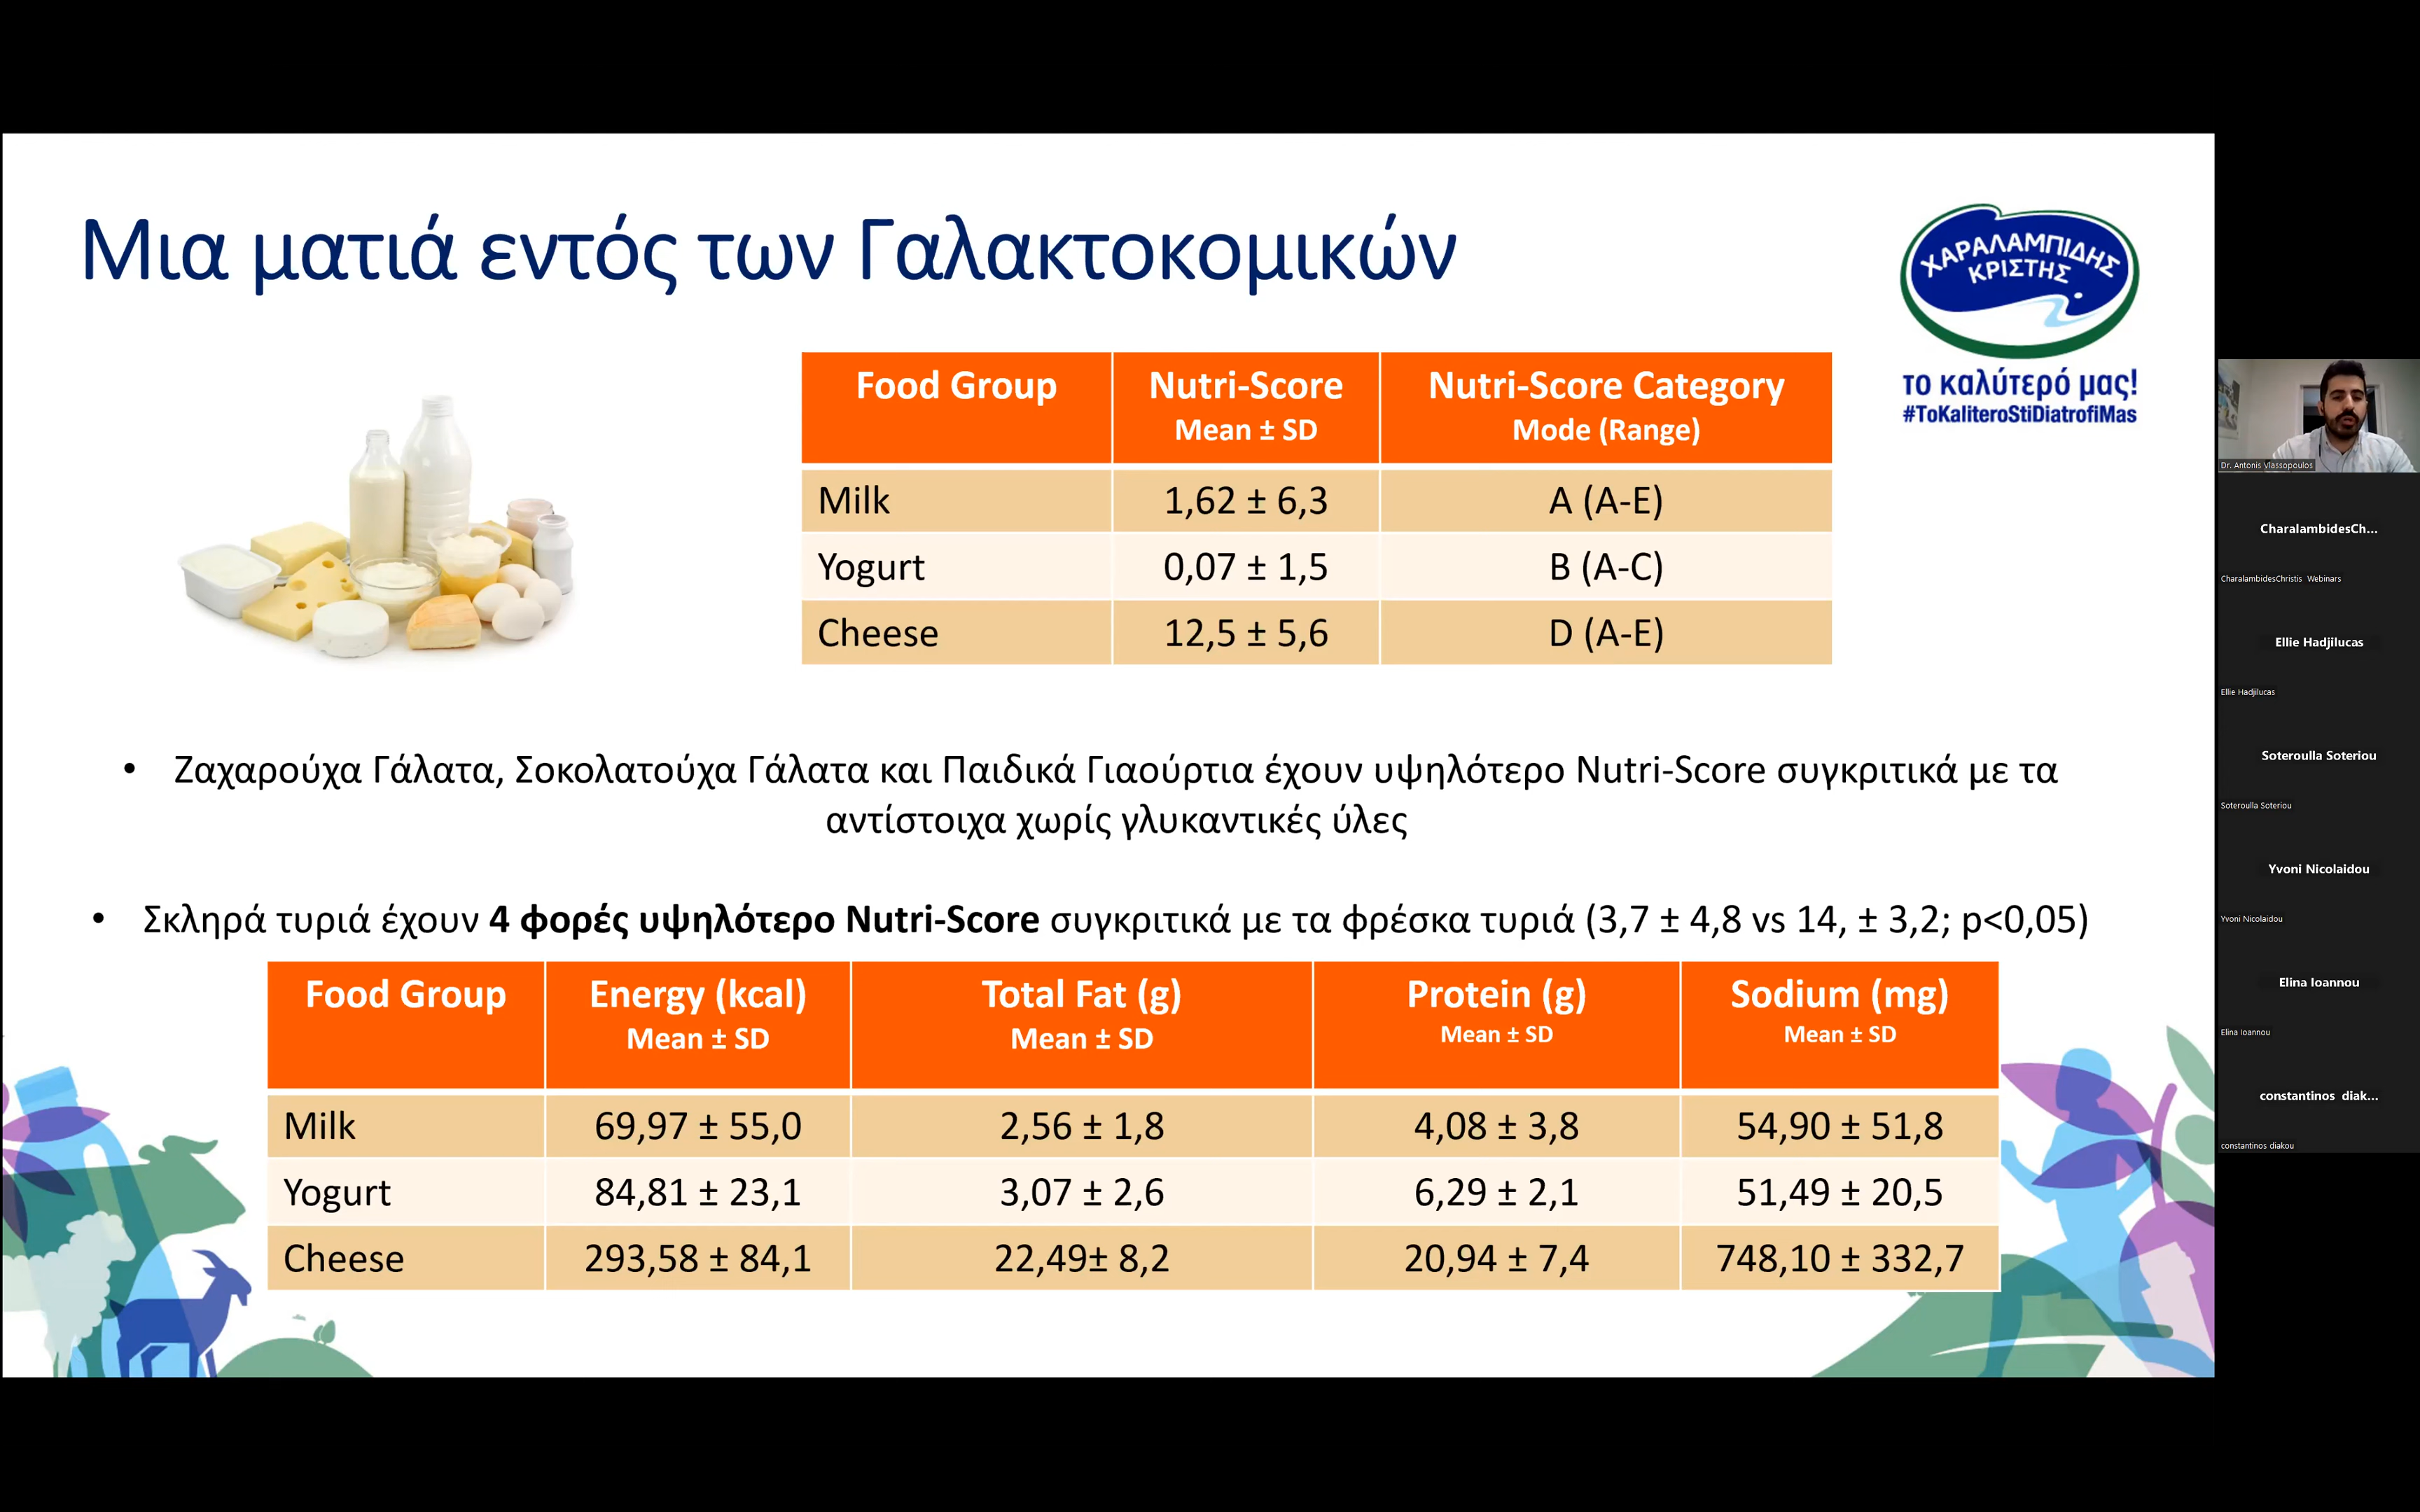 Μια ματιά εντός των Γαλακτοκομικών
ΧΑΡΑΛΑΜΠΙΔΗΣ
ΚΡΙΣΤΗΣ
το καλύτερό μας!
#ToKaliteroStiDiatrofiMas
Food Group Nutri-Score Nutri-Score Category
Mean ± SD Mode (Range)
Milk 1,62 ± 6,3 A (A-E)
Yogurt 0,07 ± 1,5 B (A-C)
Cheese 12,5 ± 5,6 D (A-E)
• Ζαχαρούχα Γάλατα, Σοκολατούχα Γάλατα και Παιδικά Γιαούρτια έχουν υψηλότερο Nutri-Score συγκριτικά με τα
αντίστοιχα χωρίς γλυκαντικές ύλες
• Σκληρά τυριά έχουν 4 φορές υψηλότερο Nutri-Score συγκριτικά με τα φρέσκα τυριά (3,7 ± 4,8 vs 14, ± 3,2; p<0,05)
Food Group Energy (kcal) Total Fat (g) Protein (g) Sodium (mg)
Mean ± SD Mean ± SD Mean ± SD Mean ± SD
Milk 69,97 ± 55,0 2,56 ± 1,8 4,08 ± 3,8 54,90 ± 51,8
Yogurt 84,81 ± 23,1 3,07 ± 2,6 6,29 ± 2,1 51,49 ± 20,5
Cheese 293,58 ± 84,1 22,49± 8,2 20,94 ± 7,4 748,10 ± 332,7
Dr. Antonis Vlassopoulos
CharalambidesCh...
CharalambidesChristis Webinars
Ellie Hadjilucas
Ellie Hadjilucas
Soteroulla Soteriou
Soteroulla Soteriou
Yvoni Nicolaidou
Yvoni Nicolaidou
Elina Ioannou
Elina Ioannou
constantinos diak...
constantinos diakou